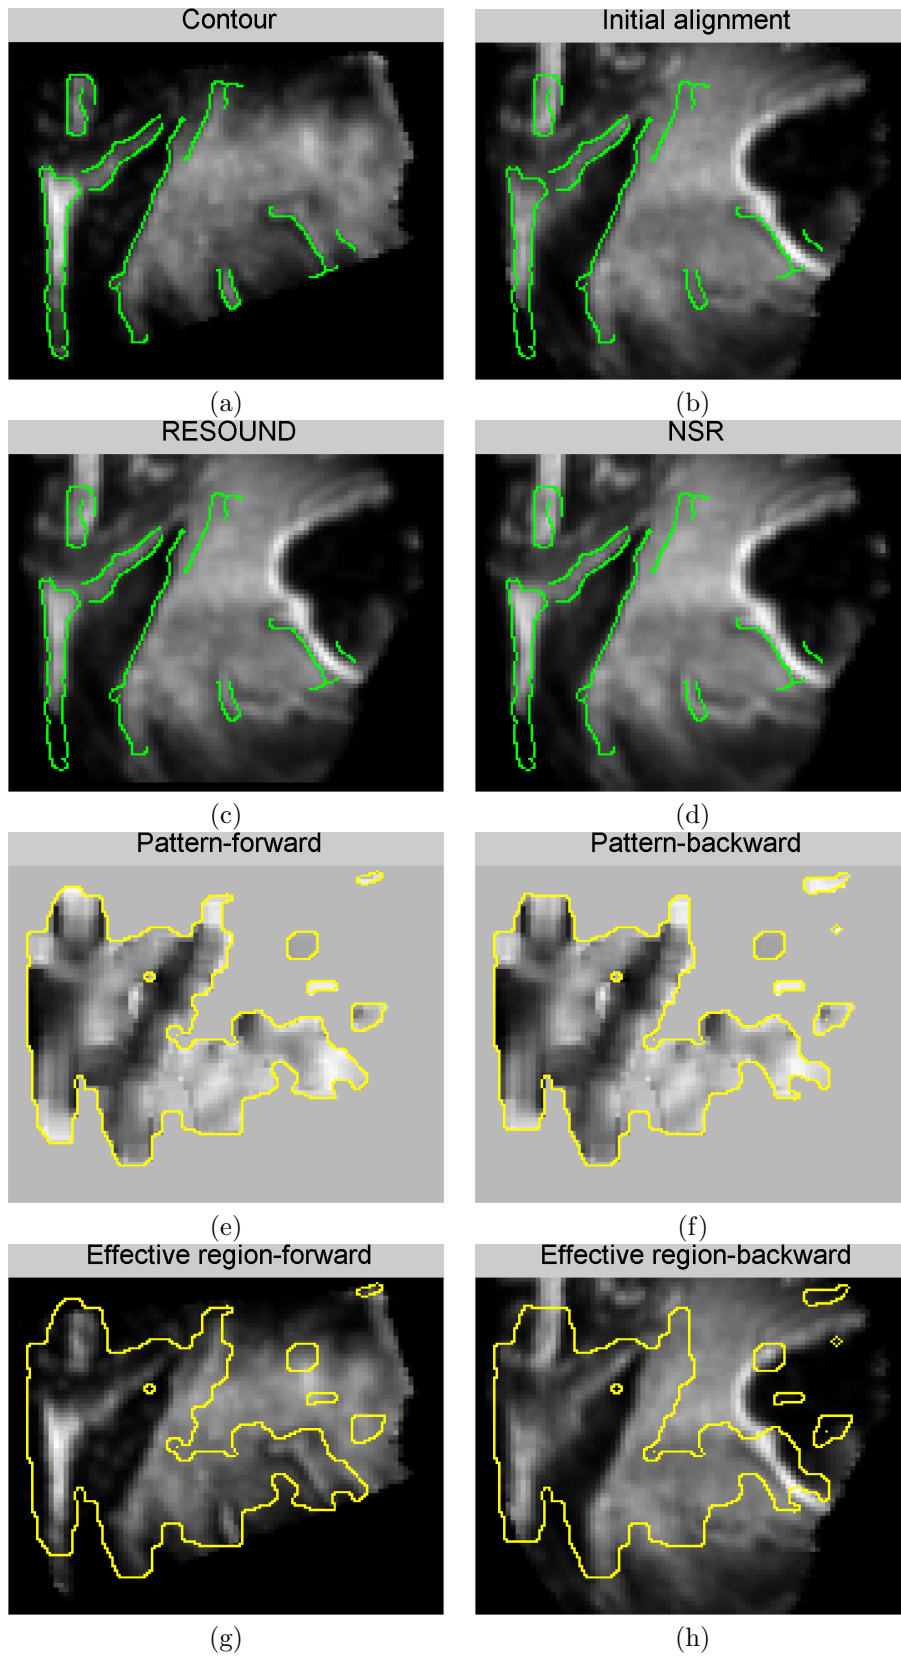 Contour
Initial alignment
(a)
(b)
RESOUND
NSR
(c)
(d)
Pattern-forward
Pattern-backward
(e)
(f)
Effective region-forward
Effective region-backward
(g)
(h)